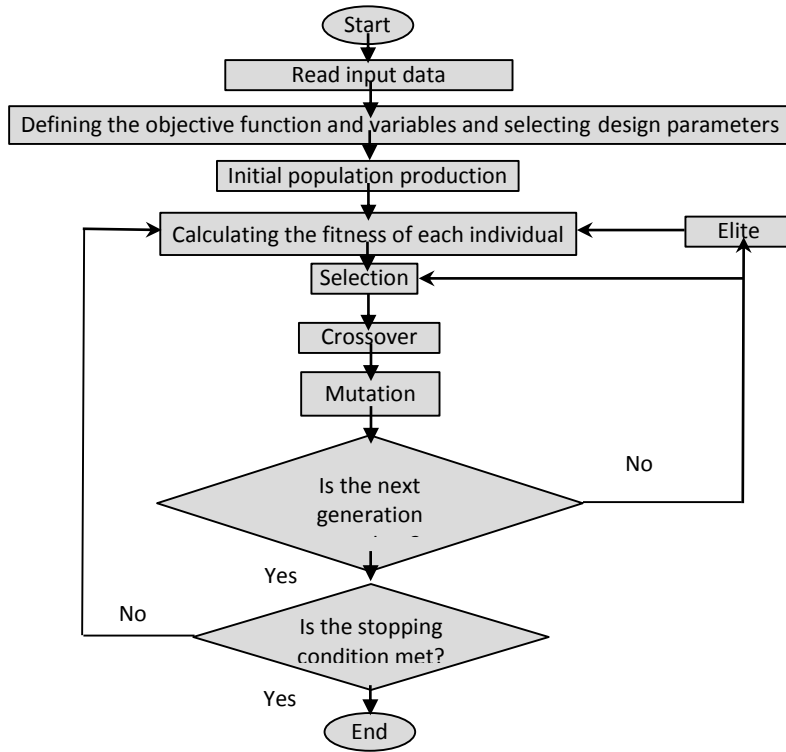 Start
Read input data
Defining the objective function and variables and selecting design parameters
Initial population production
Calculating the fitness of each individual
Elite
Selection
Crossover
Mutation
No
Is the next
generation
Yes
No
Is the stopping
condition met?
Yes
End